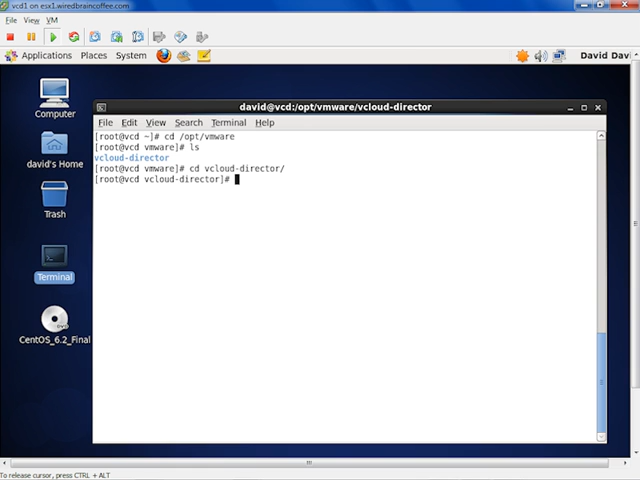 vcd1 on esx1.wiredbraincoffee.com
File View VM
Applications Places System David Dav
Computer
david's Home
Trash
Terminal
CentOS_6.2_Final
david@vcd:/opt/vmware/vcloud-director
File Edit View Search Terminal Help
[root@vcd ~]# cd /opt/vmware
[root@vcd vmware]# ls
vcloud-director
[root@vcd vmware]# cd vcloud-director/
[root@vcd vcloud-director]#
To release cursor, press CTRL + ALT